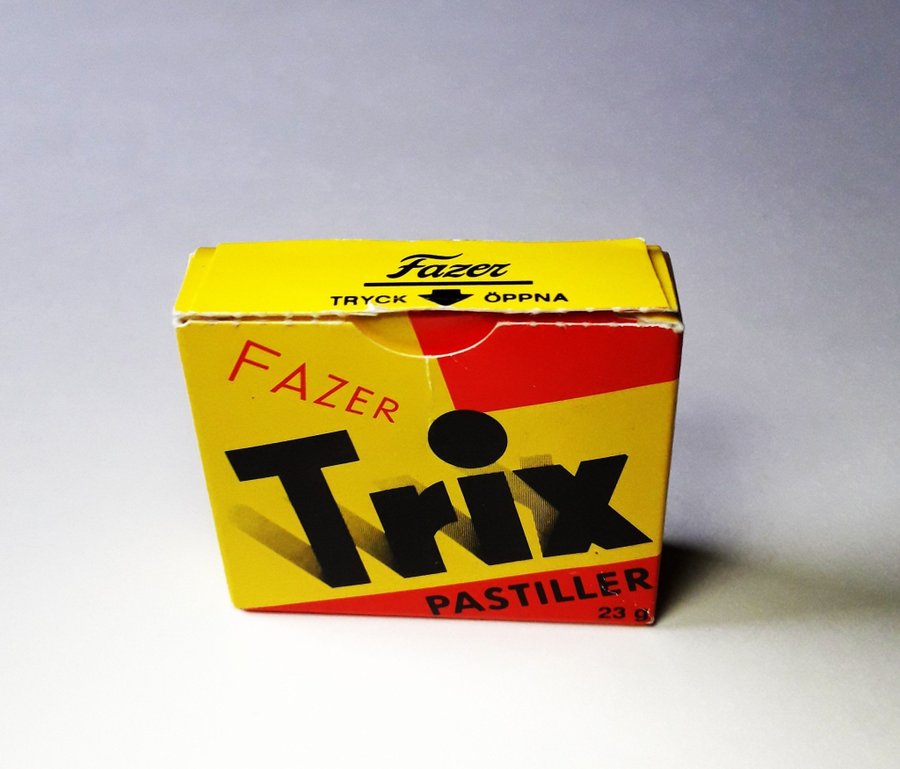 Fazer
TRYCK ÖPPNA
FAZER
Trix
PASTILLER
23 g